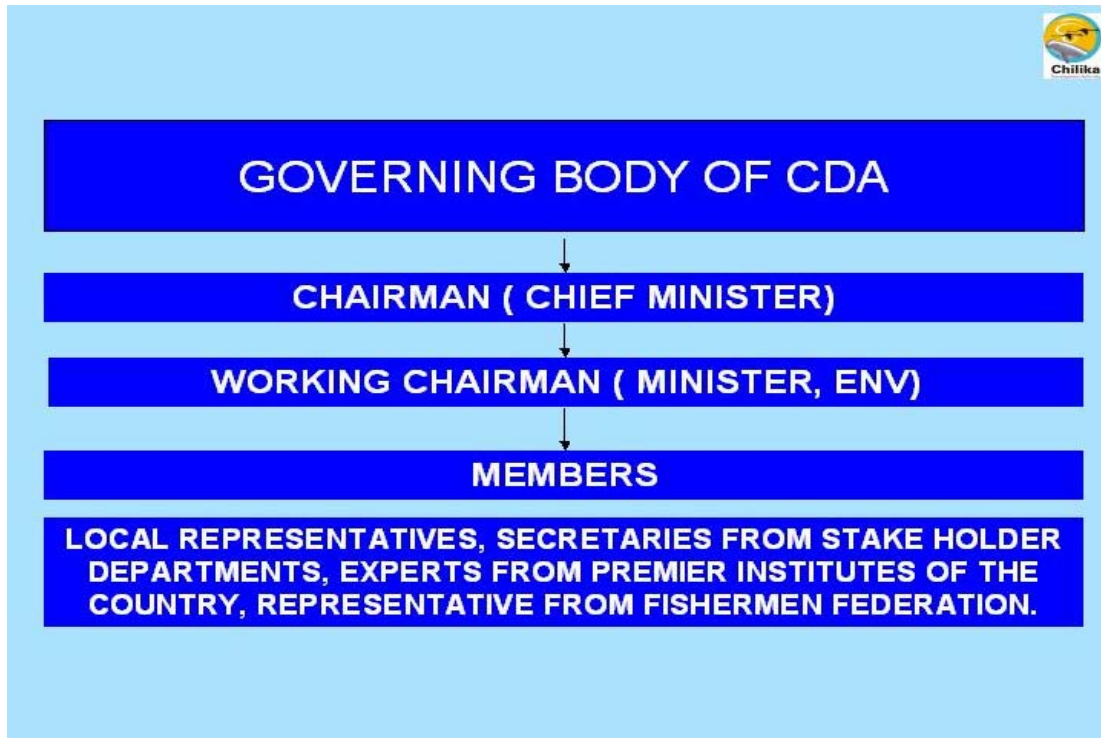 Chilika
GOVERNING BODY OF CDA
CHAIRMAN ( CHIEF MINISTER)
WORKING CHAIRMAN ( MINISTER, ENV)
MEMBERS
LOCAL REPRESENTATIVES, SECRETARIES FROM STAKE HOLDER
DEPARTMENTS, EXPERTS FROM PREMIER INSTITUTES OF THE
COUNTRY, REPRESENTATIVE FROM FISHERMEN FEDERATION.